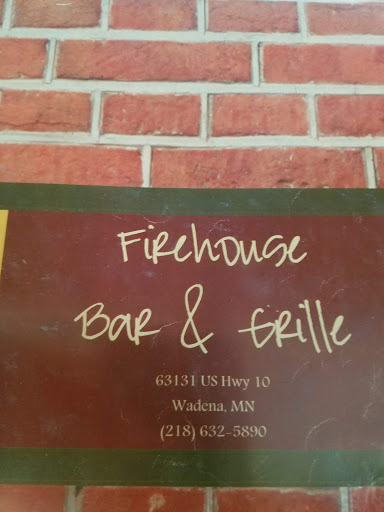 Firehouse
Bar & Grille
63131 US Hwy 10
Wadena, MN
(218) 632-5890